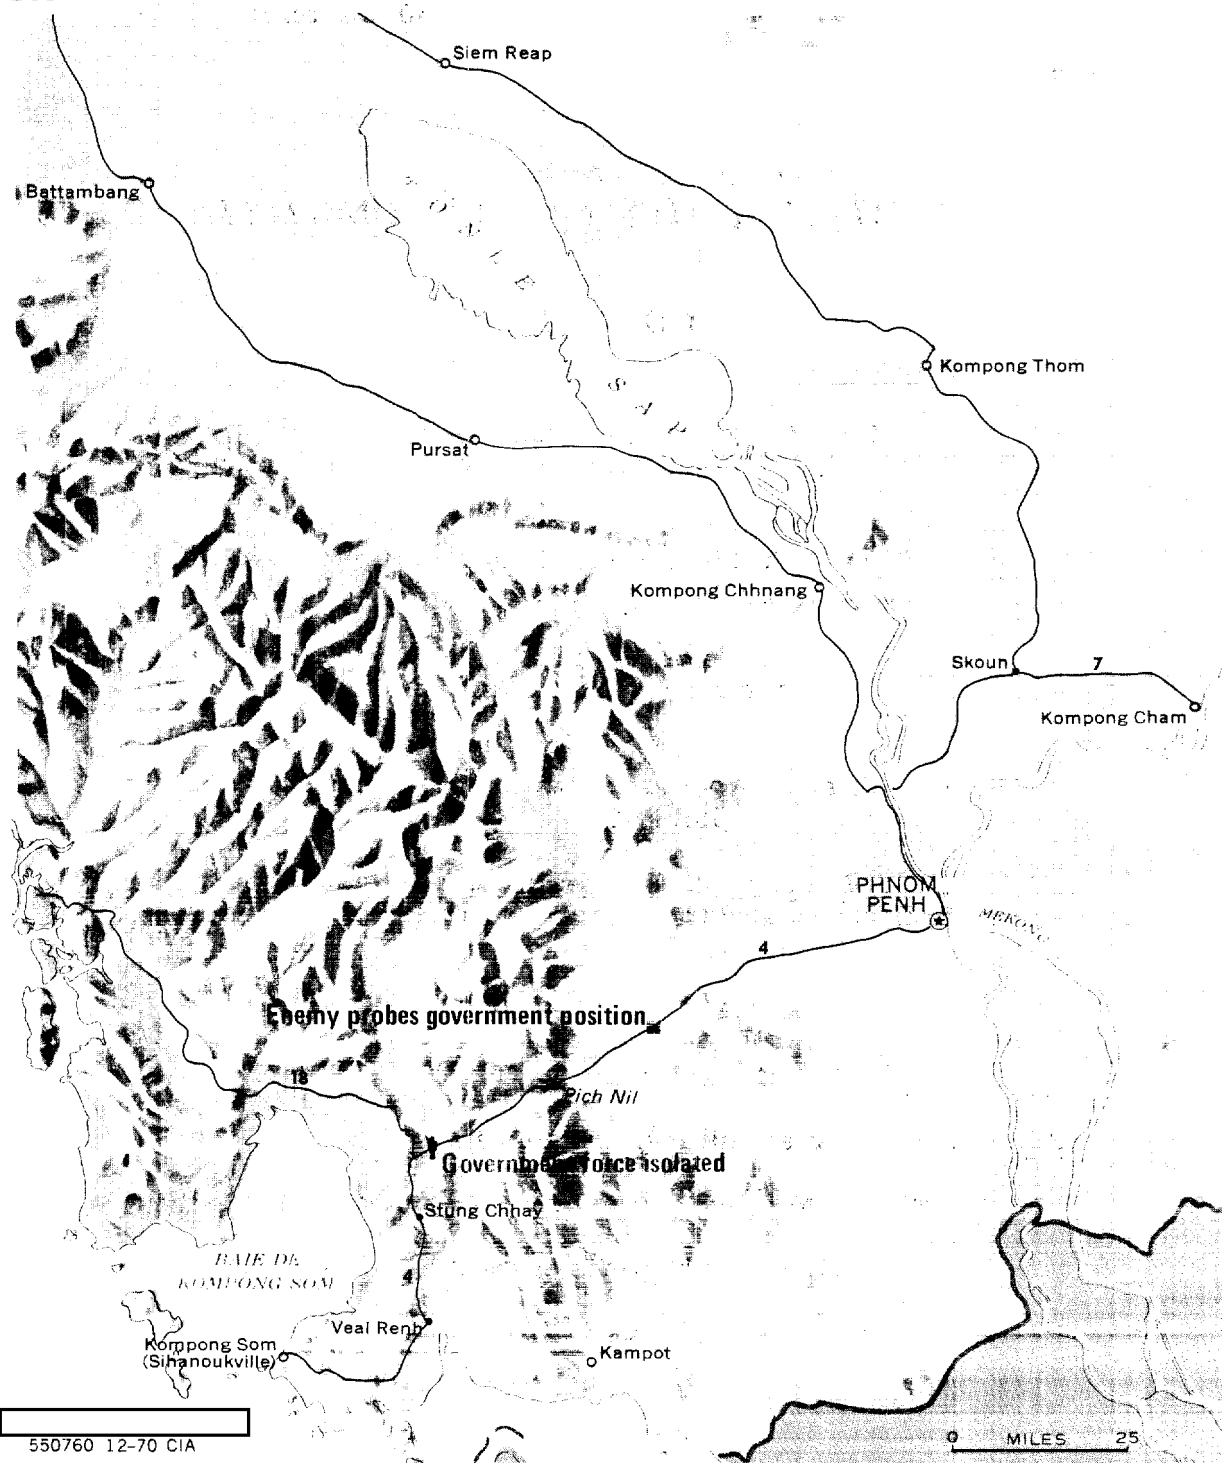 Siem Reap
Battambang
TONLE
SAP
Kompong Thom
Pursat
Kompong Chhnang
Skoun
7
Kompong Cham
PHNOM
PENH
MEKONG
4
Enemy probes government position
18
Pich Nil
Government force isolated
Stung Chhay
BAIE DE
KOMPONG SOM
4
Veal Renh
Kompong Som
(Sihanoukville)
Kampot
550760 12-70 CIA
0 MILES 25